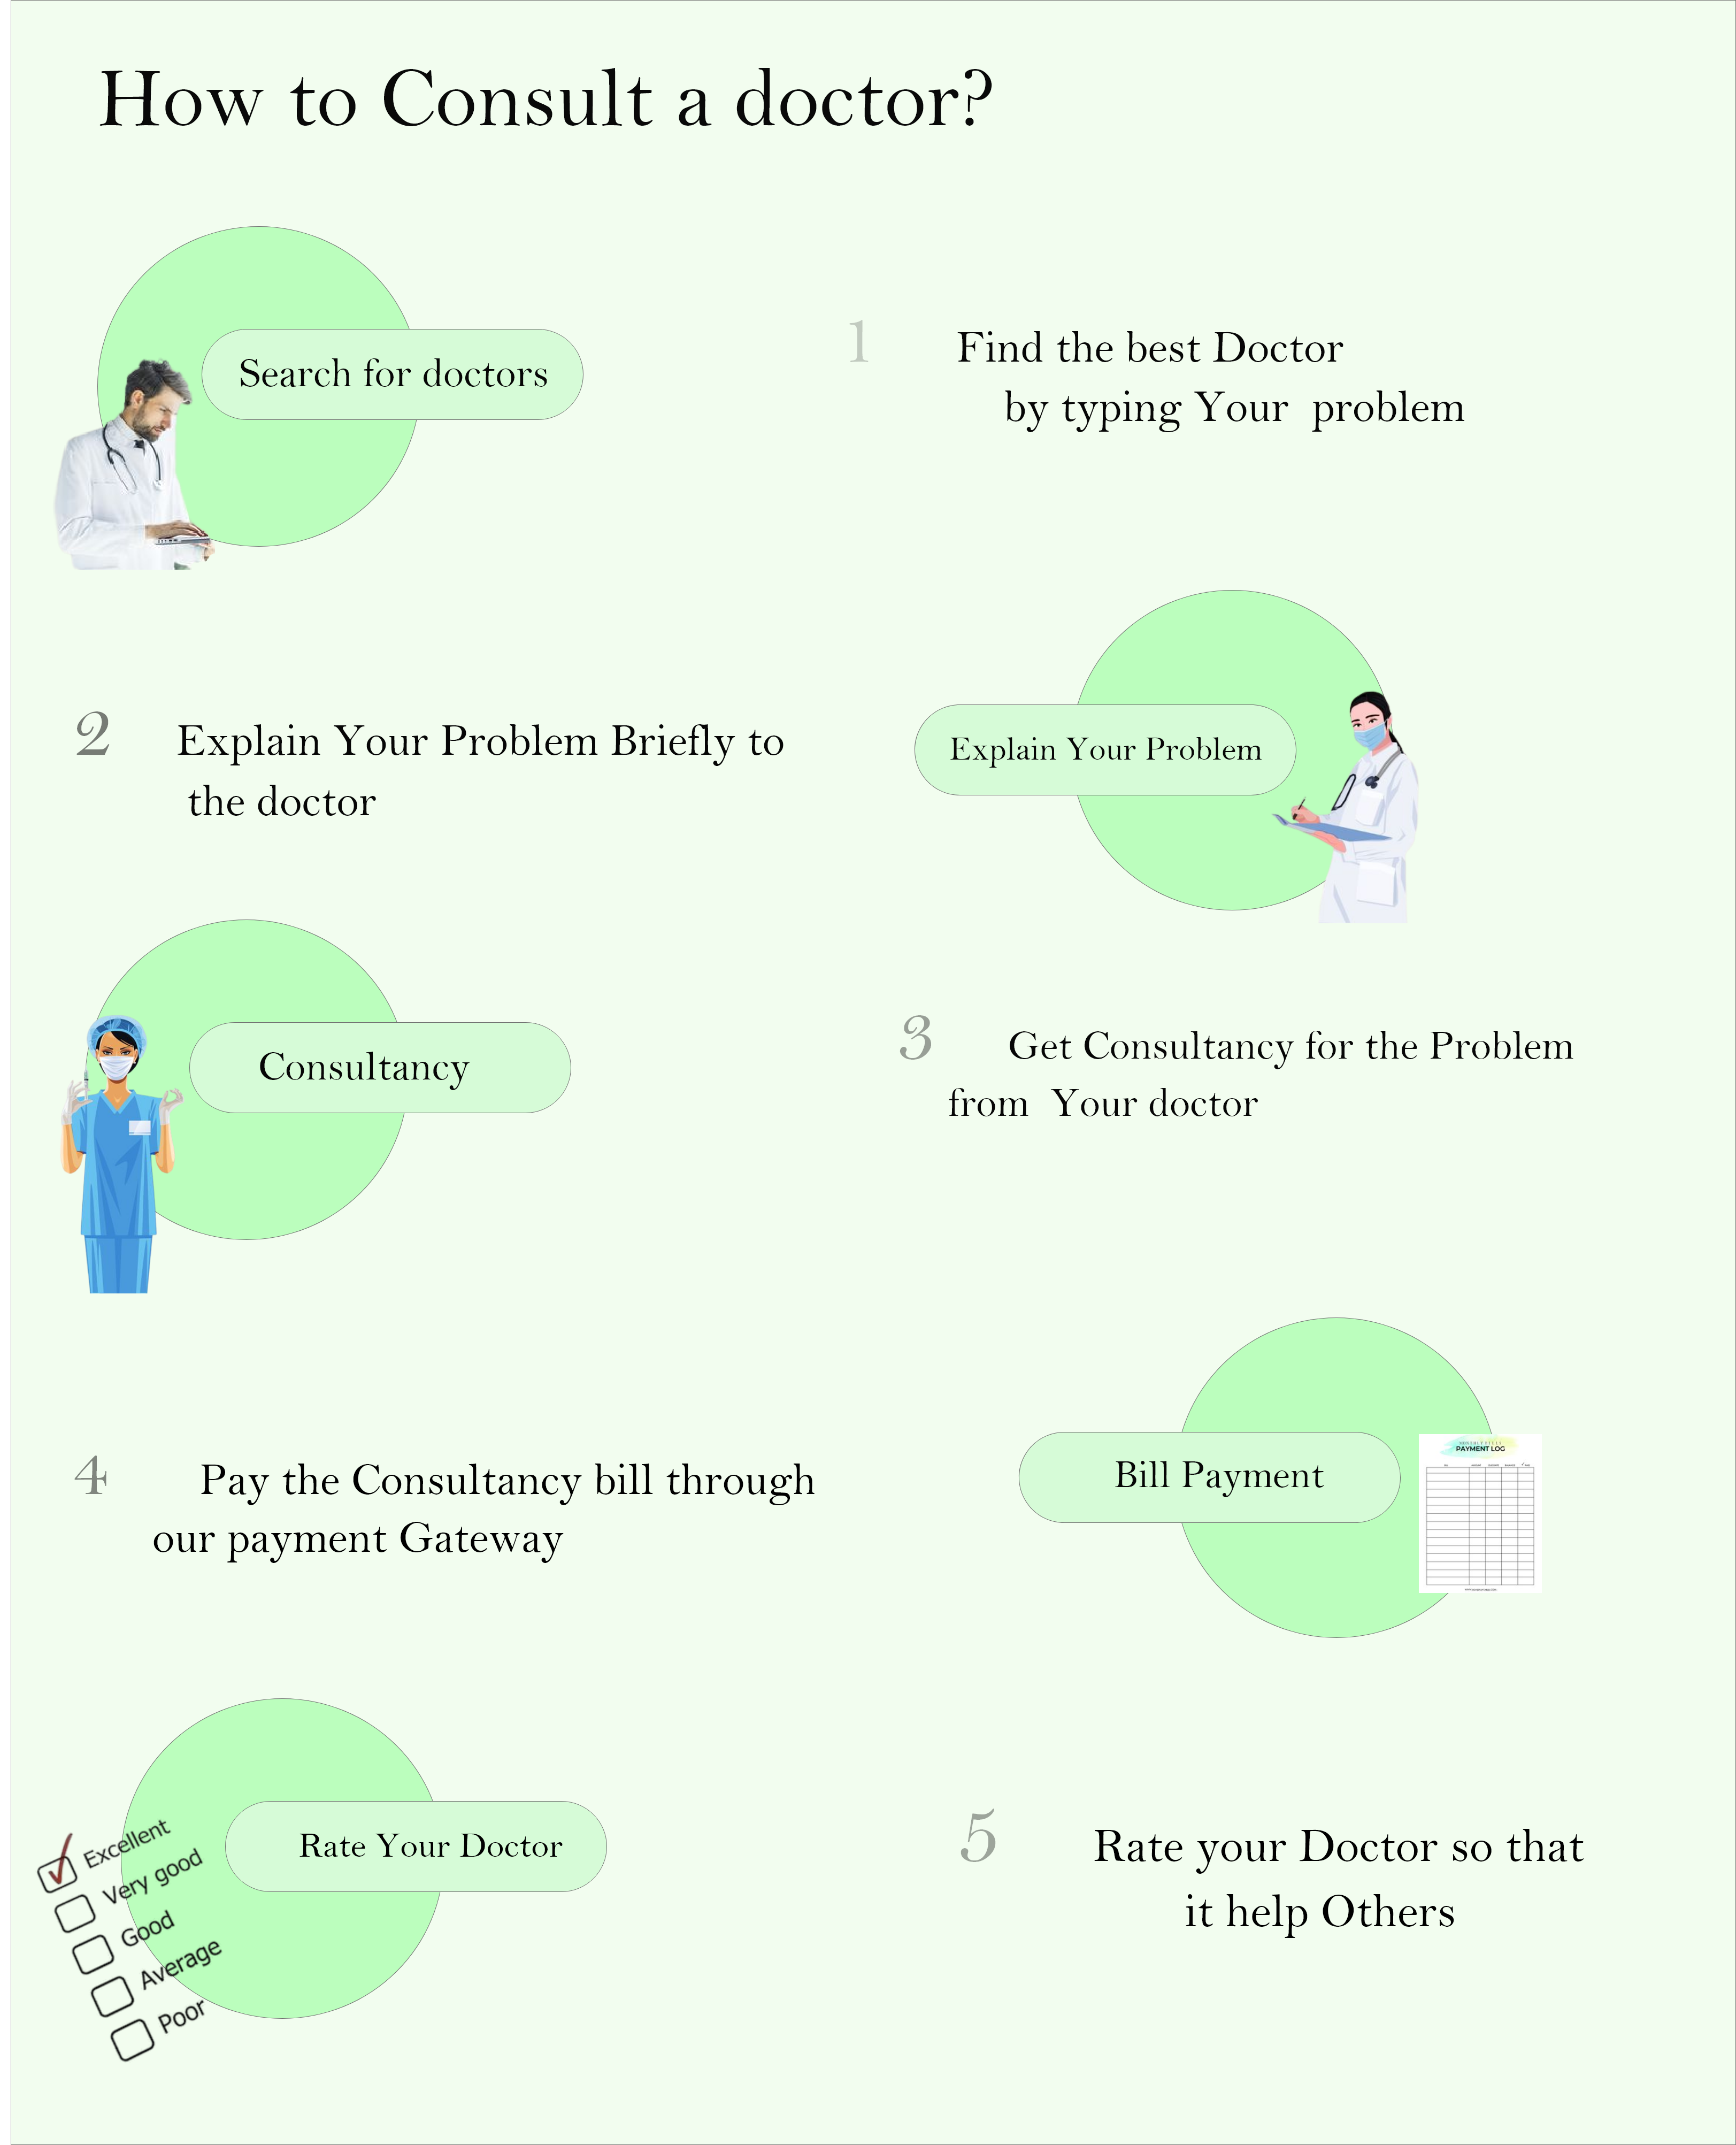 How to Consult a doctor?
Search for doctors
1
Find the best Doctor
by typing Your problem
2
Explain Your Problem Briefly to
the doctor
Explain Your Problem
Consultancy
3
Get Consultancy for the Problem
from Your doctor
4
Pay the Consultancy bill through
our payment Gateway
Bill Payment
PAYMENT LOG
Rate Your Doctor
Excellent
Very good
Good
Average
Poor
5
Rate your Doctor so that
it help Others